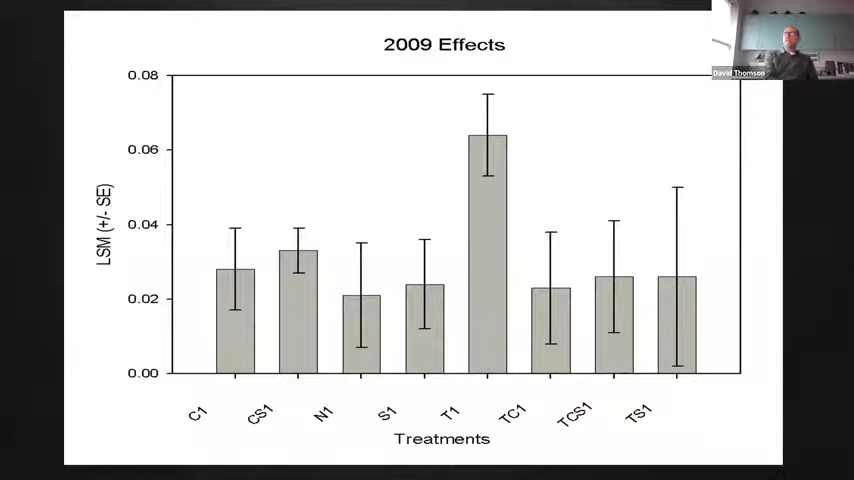 2009 Effects
David Thomson
0.08
0.06
0.04
0.02
0.00
LSM (+/- SE)
C1
CS1
N1
S1
T1
TC1
TCS1
TS1
Treatments